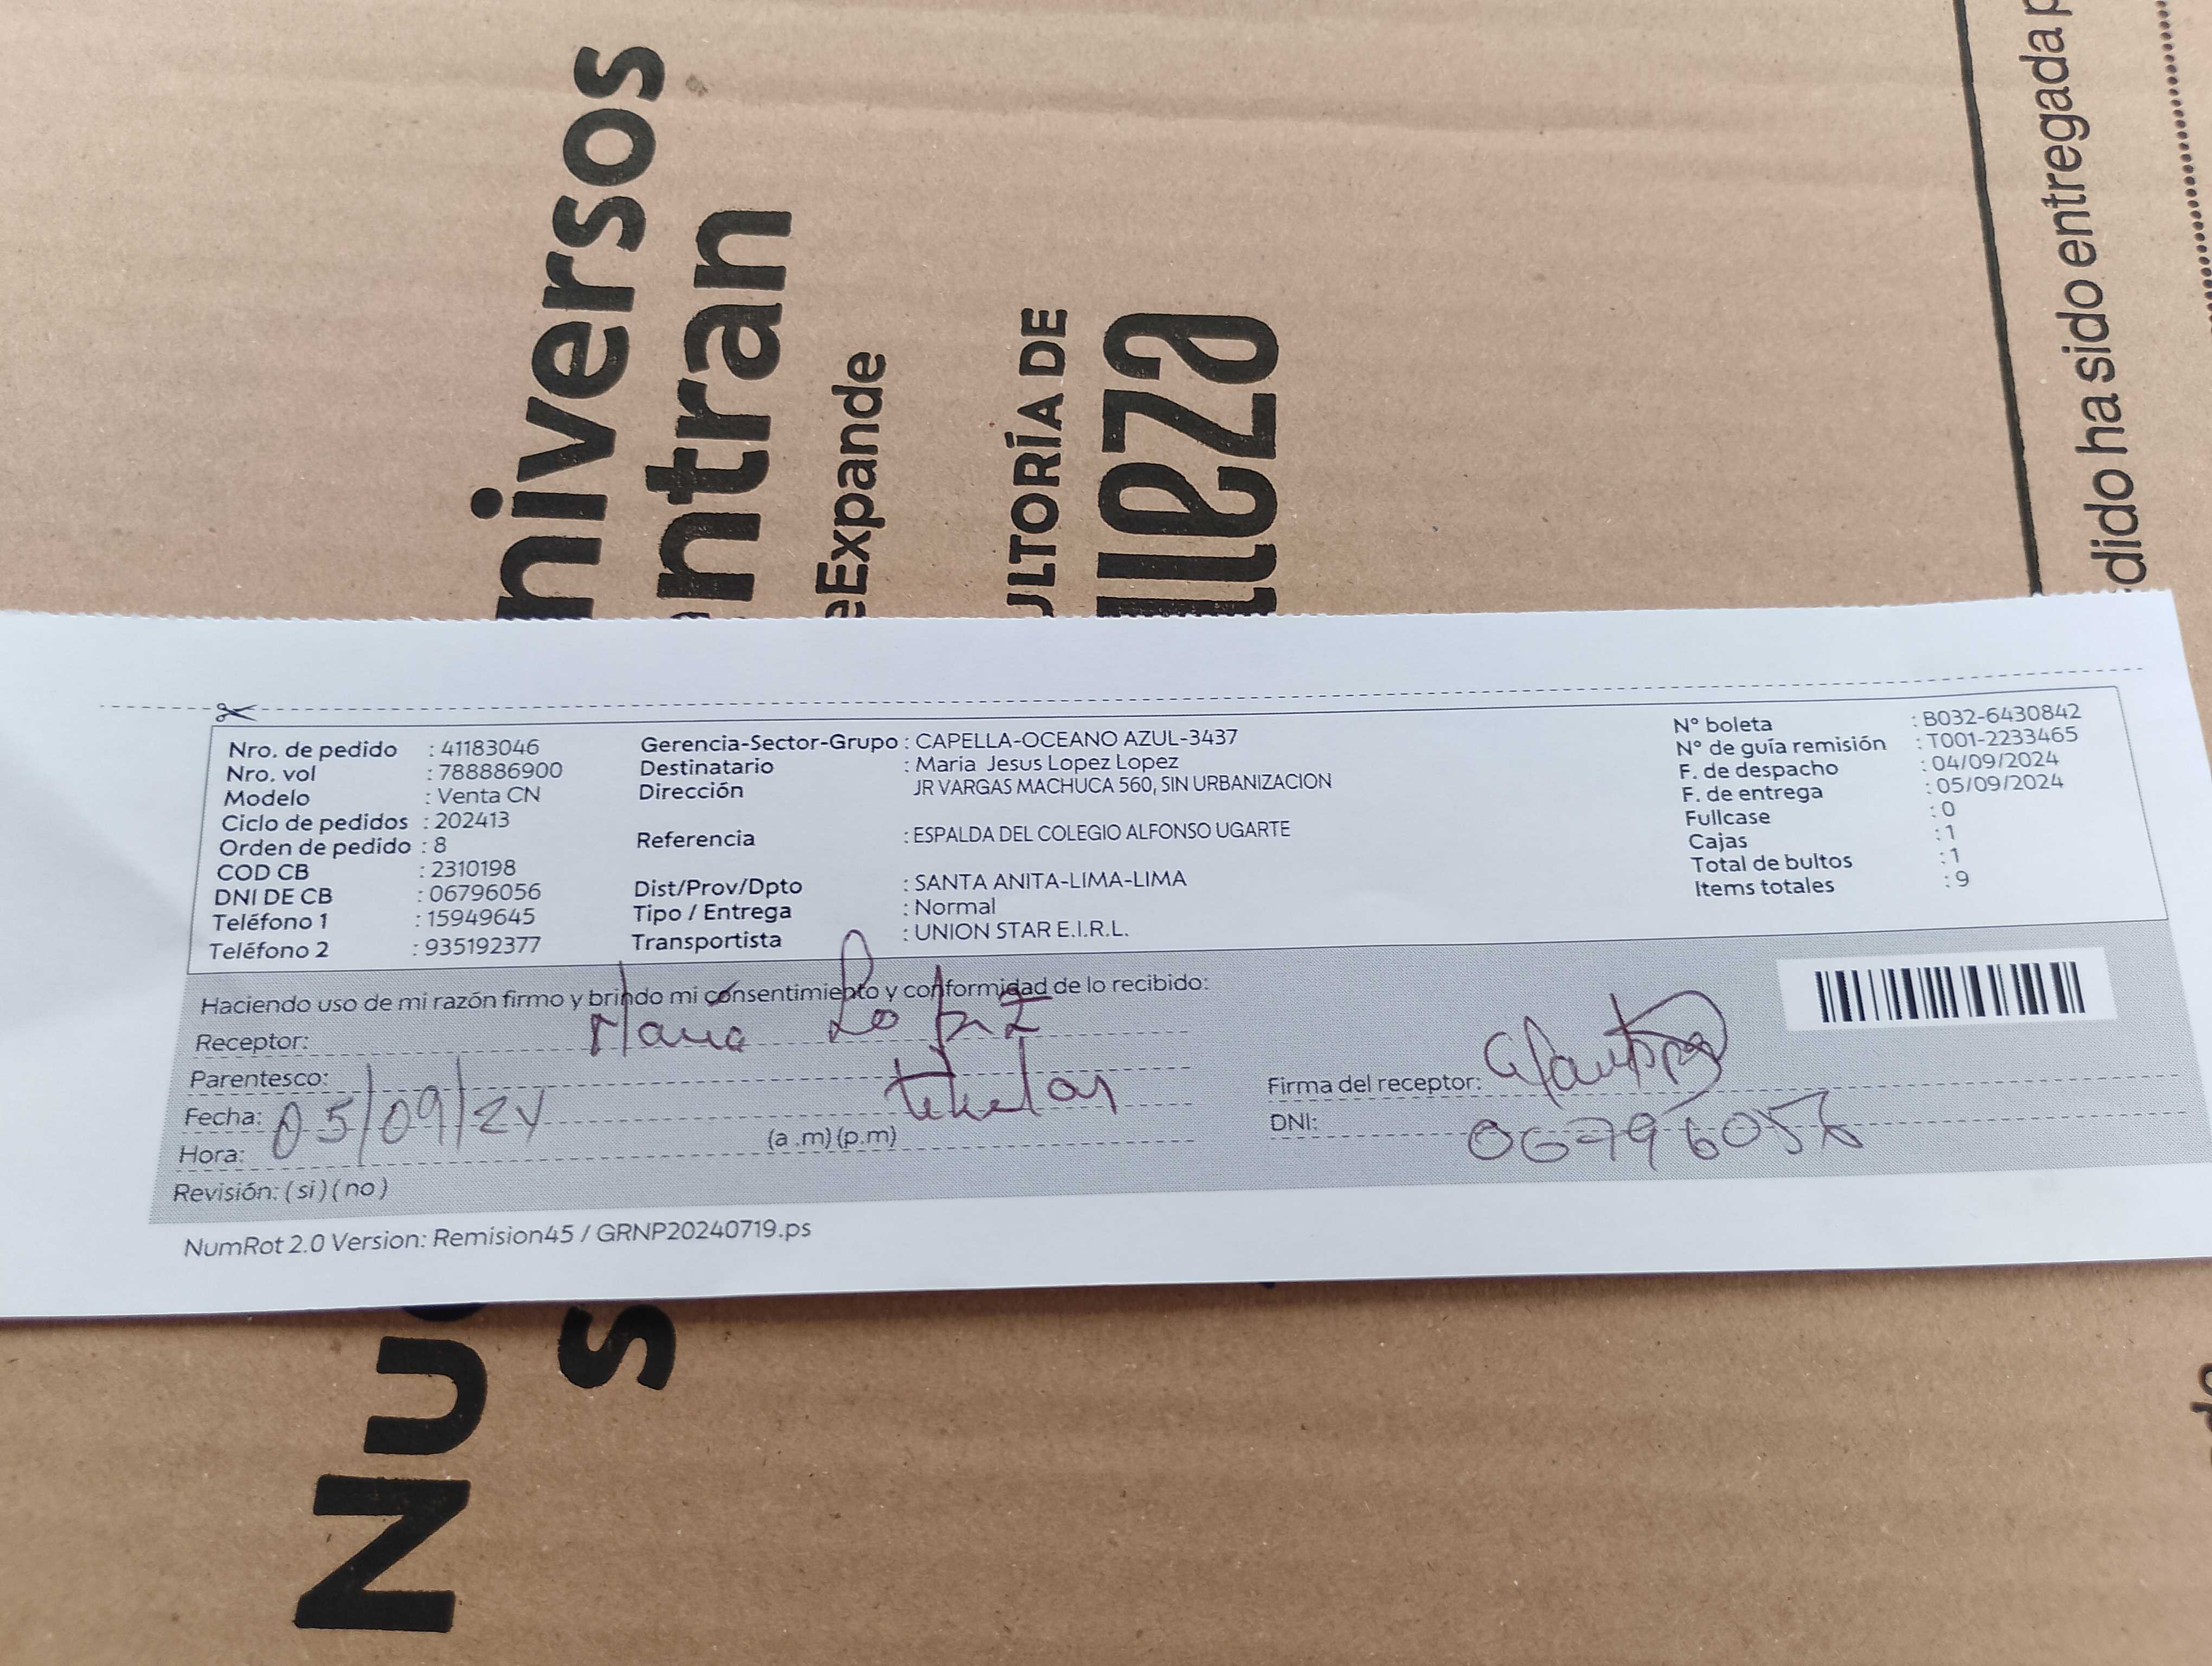 niversos
ntran
eExpande
ULTORÍA DE
lleza
dido ha sido entregada p
Nro. de pedido : 41183046
Nro. vol : 788886900
Modelo : Venta CN
Ciclo de pedidos : 202413
Orden de pedido : 8
COD CB : 2310198
DNI DE CB : 06796056
Teléfono 1 : 15949645
Teléfono 2 : 935192377
Gerencia-Sector-Grupo : CAPELLA-OCEANO AZUL-3437
Destinatario : Maria Jesus Lopez Lopez
Dirección JR VARGAS MACHUCA 560, SIN URBANIZACION
Referencia : ESPALDA DEL COLEGIO ALFONSO UGARTE
Dist/Prov/Dpto : SANTA ANITA-LIMA-LIMA
Tipo / Entrega : Normal
Transportista : UNION STAR E.I.R.L.
N° boleta : B032-6430842
N° de guía remisión : T001-2233465
F. de despacho : 04/09/2024
F. de entrega : 05/09/2024
Fullcase : 0
Cajas : 1
Total de bultos : 1
Items totales : 9
Haciendo uso de mi razón firmo y brindo mi consentimiento y conformidad de lo recibido:
Receptor: Maria Lopez
Parentesco:
Fecha: 05/09/24
Hora: (a .m) (p.m)
Revisión: ( si ) ( no )
Firma del receptor:
DNI: 06796056
NumRot 2.0 Version: Remision45 / GRNP20240719.ps
Nu
s